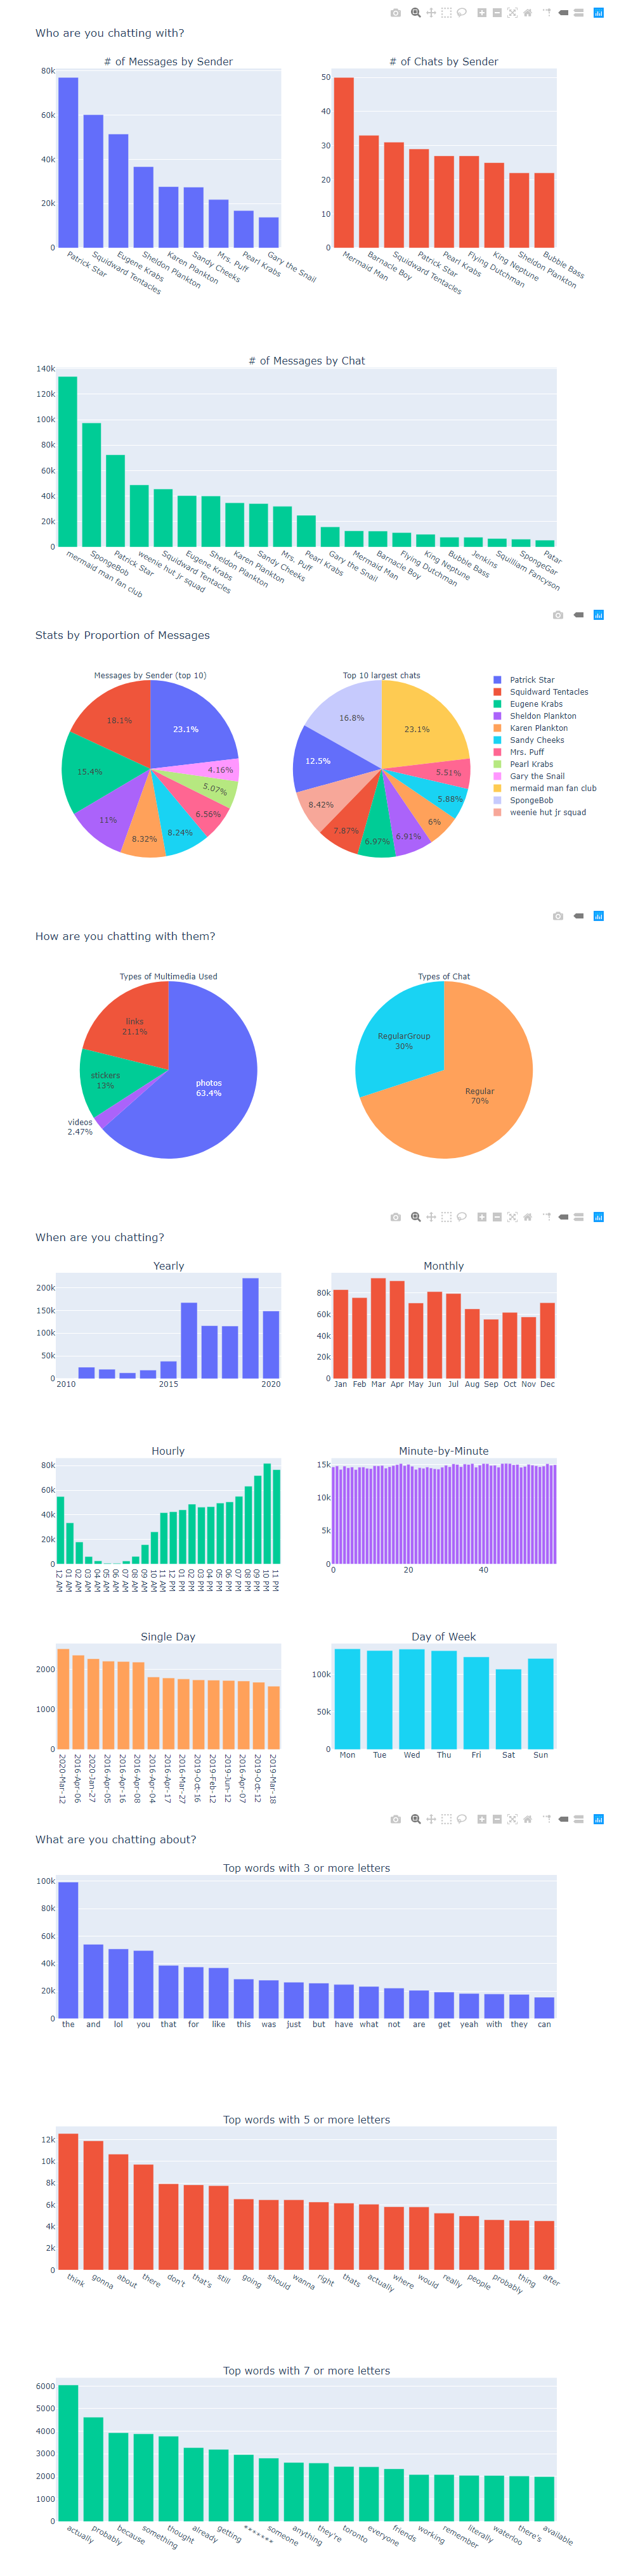 Who are you chatting with?
# of Messages by Sender
# of Chats by Sender
80k
60k
40k
20k
0
Patrick Star
Squidward Tentacles
Eugene Krabs
Sheldon Plankton
Karen Plankton
Sandy Cheeks
Mrs. Puff
Pearl Krabs
Gary the Snail
50
40
30
20
10
0
Mermaid Man
Barnacle Boy
Squidward Tentacles
Patrick Star
Pearl Krabs
Flying Dutchman
King Neptune
Sheldon Plankton
Bubble Bass
# of Messages by Chat
140k
120k
100k
80k
60k
40k
20k
0
mermaid man fan club
SpongeBob
Patrick Star
weenie hut jr squad
Squidward Tentacles
Eugene Krabs
Sheldon Plankton
Karen Plankton
Sandy Cheeks
Mrs. Puff
Pearl Krabs
Gary the Snail
Mermaid Man
Barnacle Boy
Flying Dutchman
King Neptune
Bubble Bass
Jenkins
Squilliam Fancyson
SpongeGar
Patar
Stats by Proportion of Messages
Messages by Sender (top 10)
23.1%
18.1%
15.4%
11%
8.32%
8.24%
6.56%
5.07%
4.16%
Top 10 largest chats
23.1%
16.8%
12.5%
8.42%
7.87%
6.97%
6.91%
6%
5.88%
5.51%
Patrick Star
Squidward Tentacles
Eugene Krabs
Sheldon Plankton
Karen Plankton
Sandy Cheeks
Mrs. Puff
Pearl Krabs
Gary the Snail
mermaid man fan club
SpongeBob
weenie hut jr squad
How are you chatting with them?
Types of Multimedia Used
links
21.1%
stickers
13%
videos
2.47%
photos
63.4%
Types of Chat
RegularGroup
30%
Regular
70%
When are you chatting?
Yearly
200k
150k
100k
50k
0
2010
2015
2020
Monthly
80k
60k
40k
20k
0
Jan Feb Mar Apr May Jun Jul Aug Sep Oct Nov Dec
Hourly
80k
60k
40k
20k
0
12 AM
01 AM
02 AM
03 AM
04 AM
05 AM
06 AM
07 AM
08 AM
09 AM
10 AM
11 AM
12 PM
01 PM
02 PM
03 PM
04 PM
05 PM
06 PM
07 PM
08 PM
09 PM
10 PM
11 PM
Minute-by-Minute
15k
10k
5k
0
0
20
40
Single Day
2000
1000
0
2020-Mar-12
2016-Apr-06
2020-Jan-27
2016-Apr-05
2016-Apr-16
2016-Apr-08
2016-Apr-04
2016-Apr-17
2016-Mar-27
2019-Oct-16
2019-Feb-12
2019-Jun-12
2016-Apr-07
2019-Oct-12
2019-Mar-18
Day of Week
100k
50k
0
Mon Tue Wed Thu Fri Sat Sun
What are you chatting about?
Top words with 3 or more letters
100k
80k
60k
40k
20k
0
the and lol you that for like this was just but have what not are get yeah with they can
Top words with 5 or more letters
12k
10k
8k
6k
4k
2k
0
think
gonna
about
there
don't
that's
still
going
should
wanna
right
thats
actually
where
would
really
people
probably
thing
after
Top words with 7 or more letters
6000
5000
4000
3000
2000
1000
0
actually
probably
because
something
thought
already
getting
*******
someone
anything
they're
toronto
everyone
friends
working
remember
literally
waterloo
there's
available